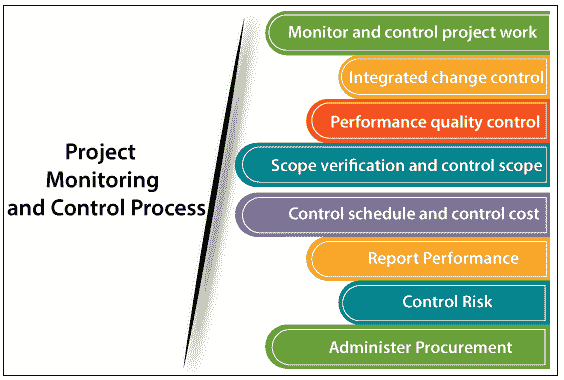 Project
Monitoring
and Control Process
Monitor and control project work
Integrated change control
Performance quality control
Scope verification and control scope
Control schedule and control cost
Report Performance
Control Risk
Administer Procurement